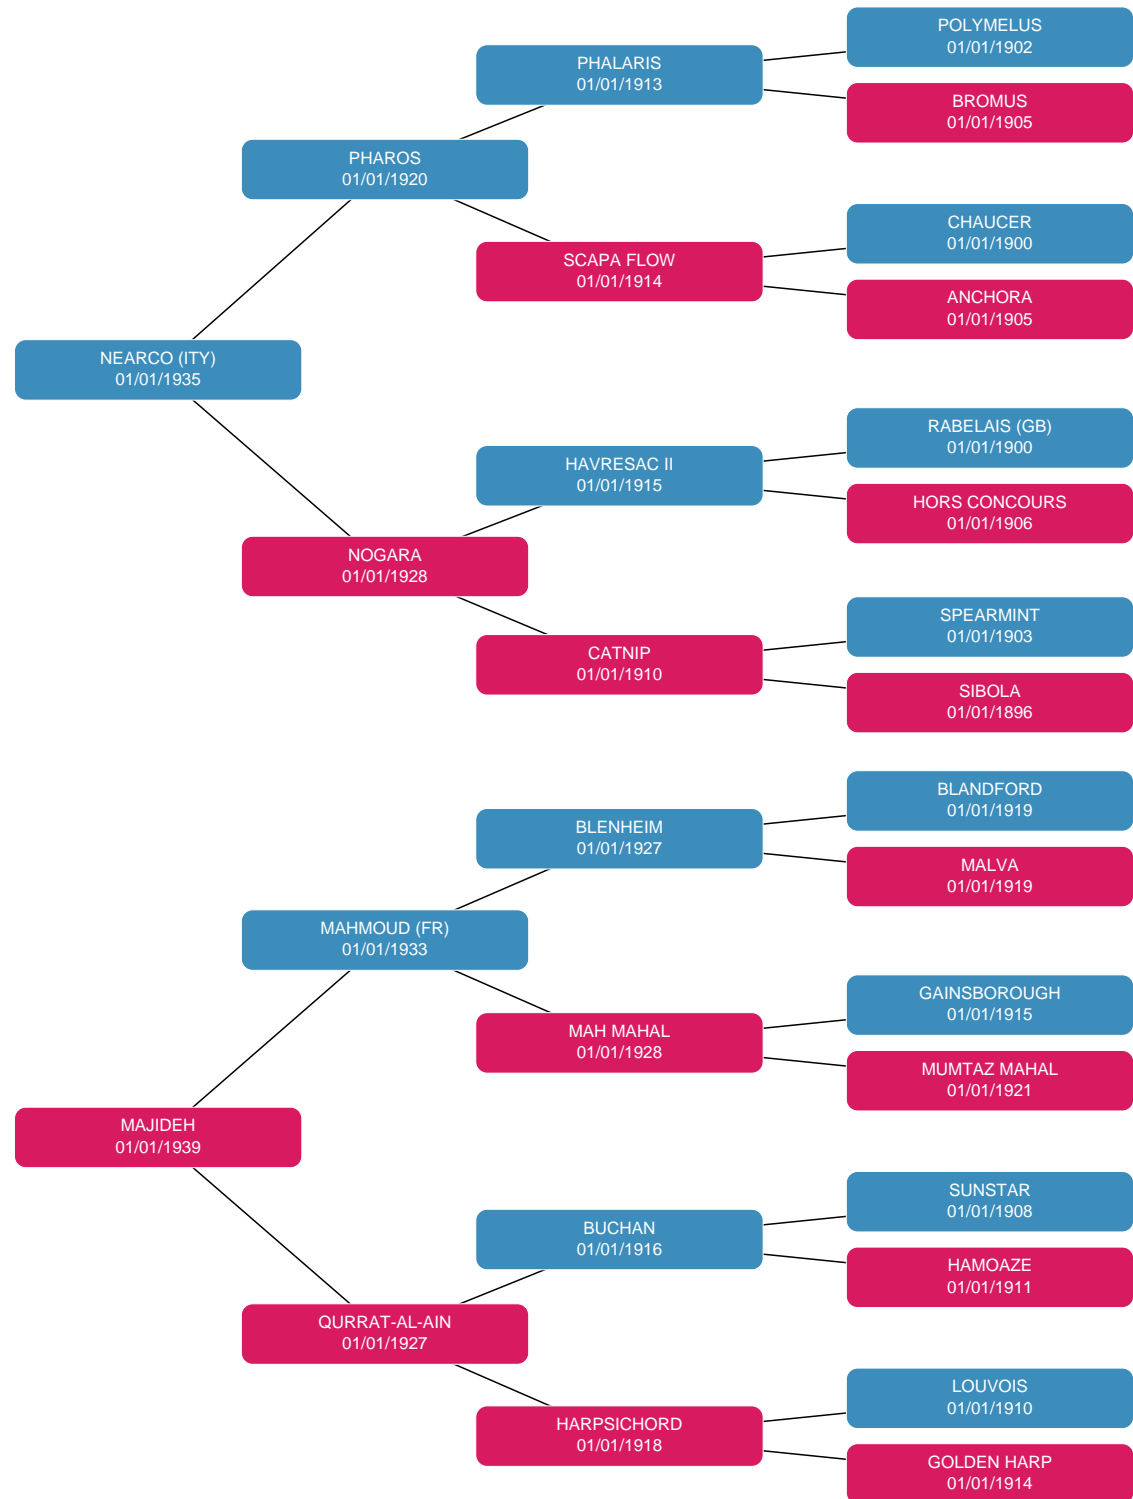 POLYMELUS
01/01/1902
PHALARIS
01/01/1913
BROMUS
01/01/1905
PHAROS
01/01/1920
CHAUCER
01/01/1900
SCAPA FLOW
01/01/1914
ANCHORA
01/01/1905
NEARCO (ITY)
01/01/1935
RABELAIS (GB)
01/01/1900
HAVRESAC II
01/01/1915
HORS CONCOURS
01/01/1906
NOGARA
01/01/1928
SPEARMINT
01/01/1903
CATNIP
01/01/1910
SIBOLA
01/01/1896
BLANDFORD
01/01/1919
BLENHEIM
01/01/1927
MALVA
01/01/1919
MAHMOUD (FR)
01/01/1933
GAINSBOROUGH
01/01/1915
MAH MAHAL
01/01/1928
MUMTAZ MAHAL
01/01/1921
MAJIDEH
01/01/1939
SUNSTAR
01/01/1908
BUCHAN
01/01/1916
HAMOAZE
01/01/1911
QURRAT-AL-AIN
01/01/1927
LOUVOIS
01/01/1910
HARPSICHORD
01/01/1918
GOLDEN HARP
01/01/1914